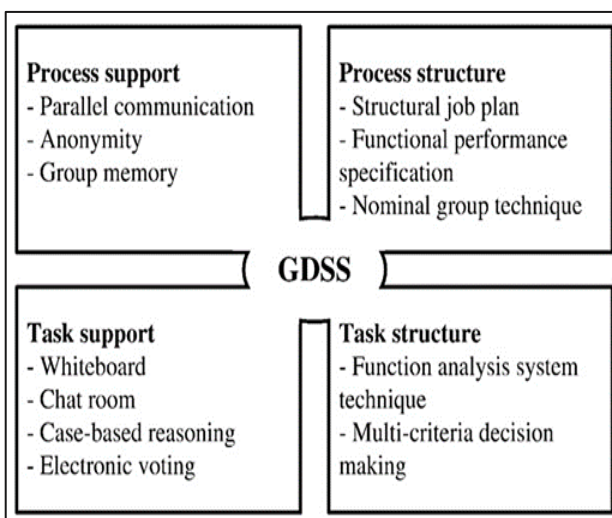 Process support
- Parallel communication
- Anonymity
- Group memory
Process structure
- Structural job plan
- Functional performance
specification
- Nominal group technique
GDSS
Task support
- Whiteboard
- Chat room
- Case-based reasoning
- Electronic voting
Task structure
- Function analysis system
technique
- Multi-criteria decision
making